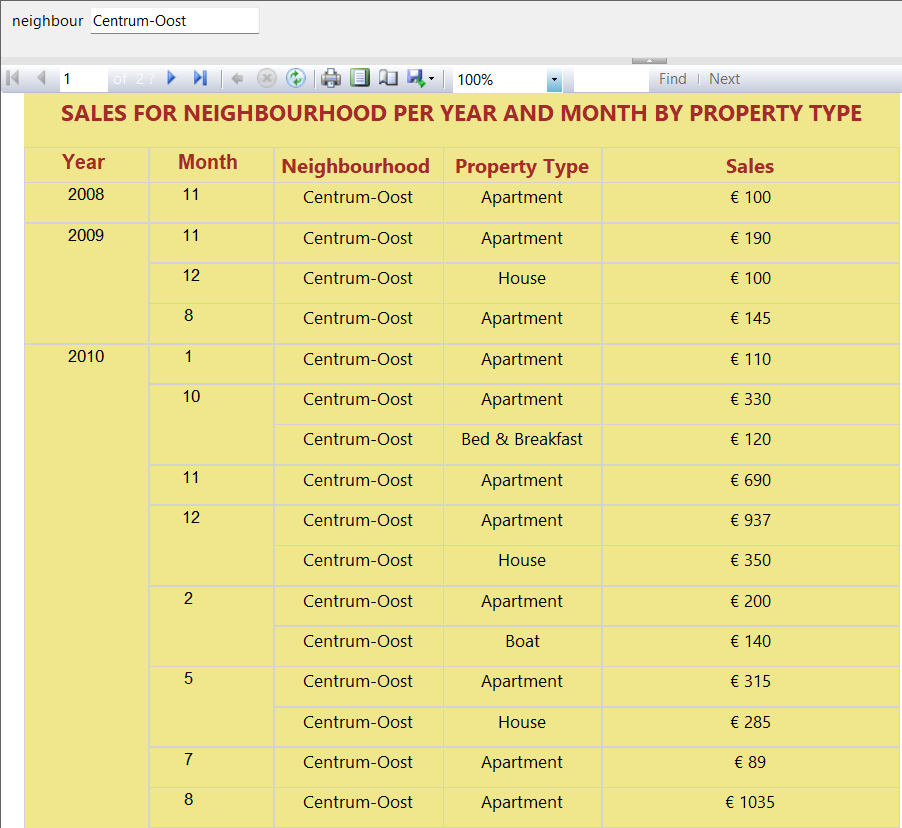 neighbour Centrum-Oost
1 of 2 ? 100% Find Next
SALES FOR NEIGHBOURHOOD PER YEAR AND MONTH BY PROPERTY TYPE
Year Month Neighbourhood Property Type Sales
2008 11 Centrum-Oost Apartment € 100
2009 11 Centrum-Oost Apartment € 190
12 Centrum-Oost House € 100
8 Centrum-Oost Apartment € 145
2010 1 Centrum-Oost Apartment € 110
10 Centrum-Oost Apartment € 330
Centrum-Oost Bed & Breakfast € 120
11 Centrum-Oost Apartment € 690
12 Centrum-Oost Apartment € 937
Centrum-Oost House € 350
2 Centrum-Oost Apartment € 200
Centrum-Oost Boat € 140
5 Centrum-Oost Apartment € 315
Centrum-Oost House € 285
7 Centrum-Oost Apartment € 89
8 Centrum-Oost Apartment € 1035